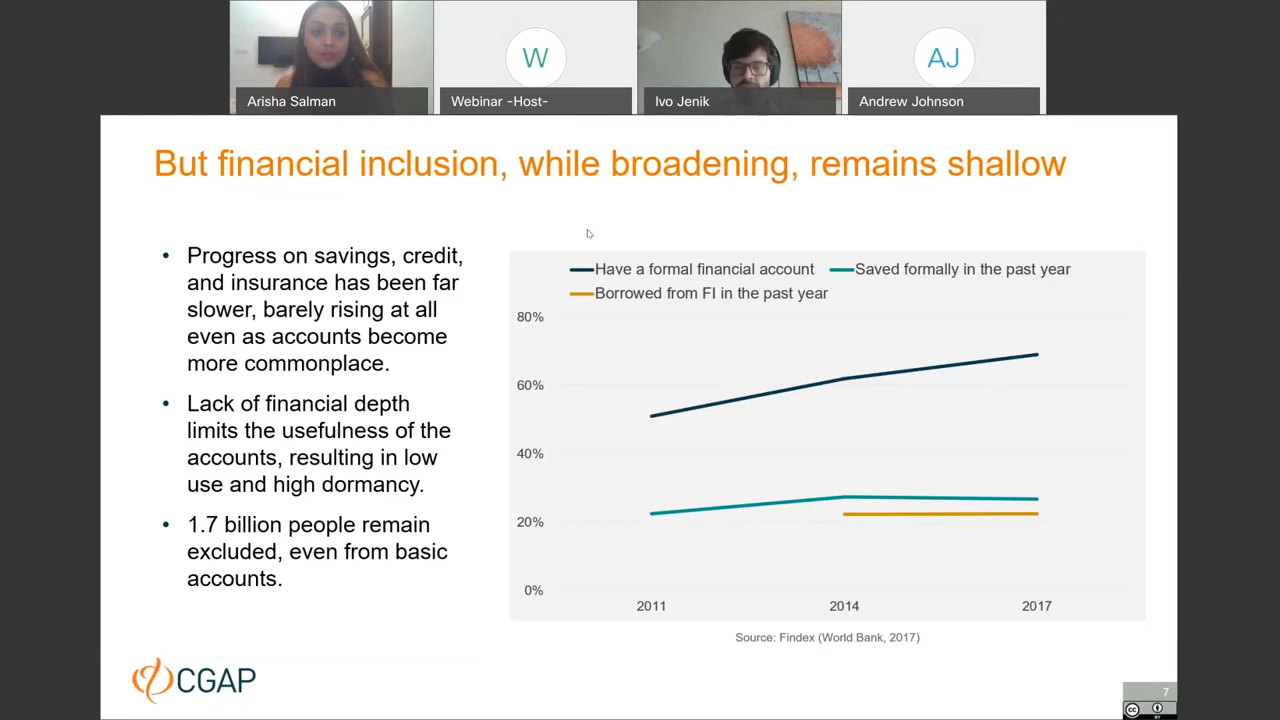 W
AJ
Arisha Salman
Webinar -Host-
Ivo Jenik
Andrew Johnson
But financial inclusion, while broadening, remains shallow
• Progress on savings, credit,
and insurance has been far
slower, barely rising at all
even as accounts become
more commonplace.
• Lack of financial depth
limits the usefulness of the
accounts, resulting in low
use and high dormancy.
• 1.7 billion people remain
excluded, even from basic
accounts.
Have a formal financial account
Saved formally in the past year
Borrowed from FI in the past year
80%
60%
40%
20%
0%
2011
2014
2017
Source: Findex (World Bank, 2017)
CGAP
7
cc